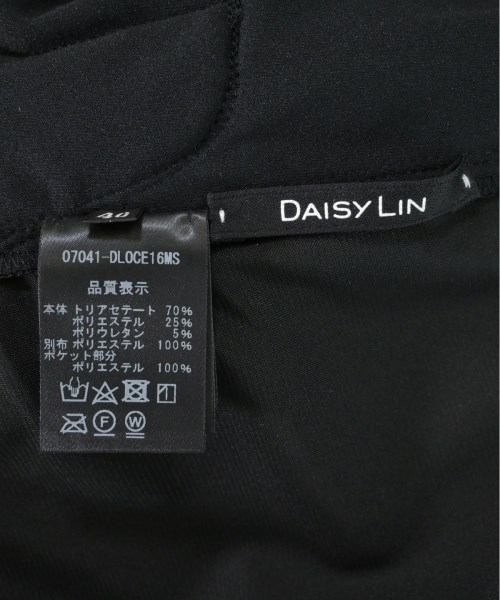 40
DAISY LIN
07041-DLOCE16MS
品質表示
本体 トリアセテート 70%
ポリエステル 25%
ポリウレタン 5%
別布 ポリエステル 100%
ポケット部分
ポリエステル 100%
F W